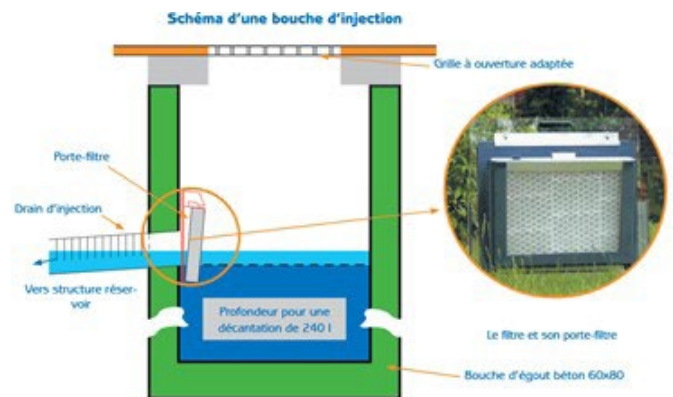 Schéma d'une bouche d'injection
Grille à ouverture adaptée
Porte-filtre
Drain d'injection
Vers structure réser-
voir
Profondeur pour une
décantation de 240 l
Le filtre et son porte-filtre
Bouche d'égout béton 60x80